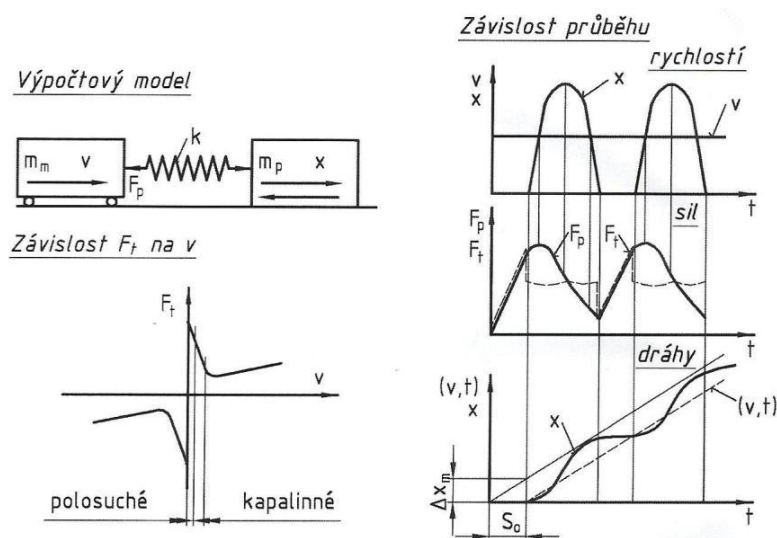 Výpočtový model
k
m_m v
F_p
m_p x
Závislost F_t na v
F_t
v
polosuché kapalinné
Závislost průběhu
rychlostí
v
x
x
v
t
sil
F_p
F_t
F_p
F_t
t
dráhy
(v,t)
x
x
(v,t)
Δx_m
S_o
t